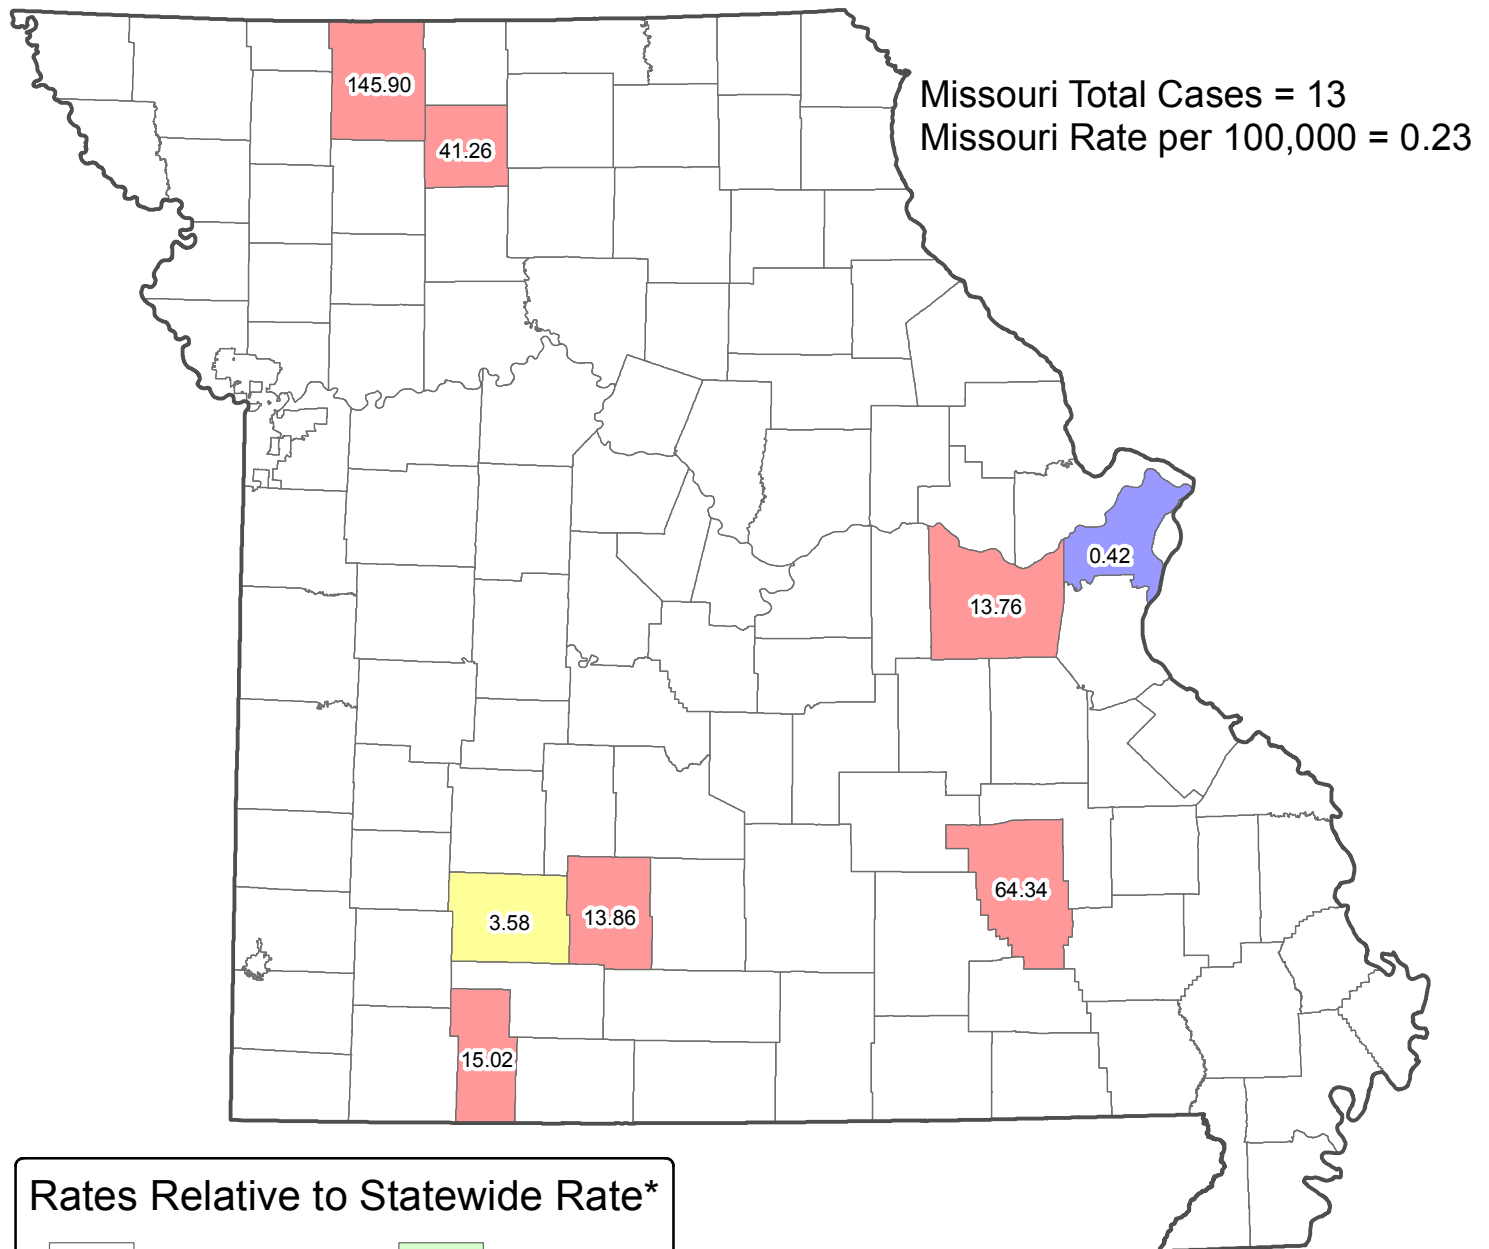 145.90
Missouri Total Cases = 13
Missouri Rate per 100,000 = 0.23
41.26
0.42
13.76
64.34
3.58
13.86
15.02
Rates Relative to Statewide Rate*